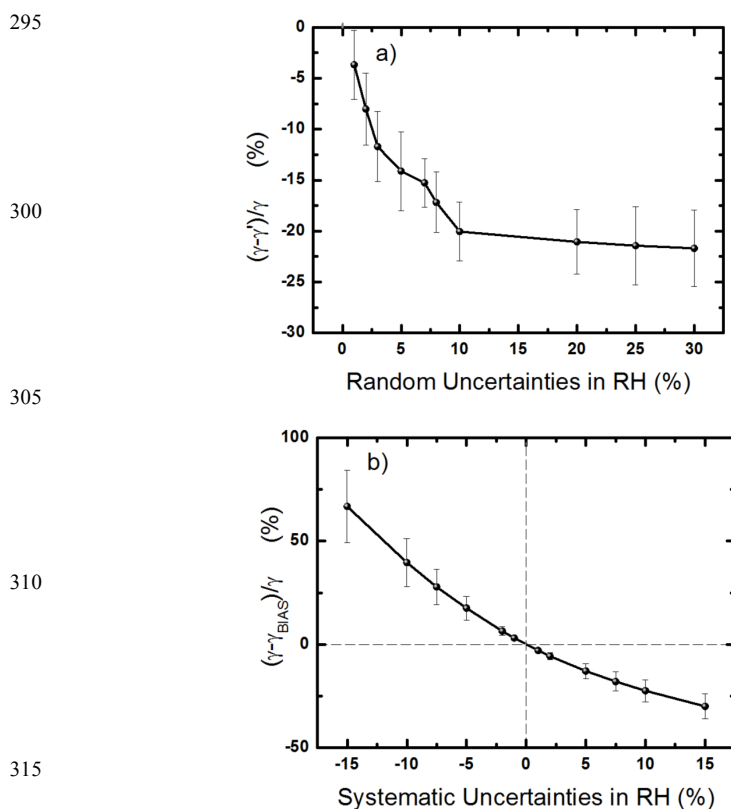 295
300
305
310
315
a)
0
-5
-10
-15
-20
-25
-30
(γ-γ')/γ (%)
0 5 10 15 20 25 30
Random Uncertainties in RH (%)
b)
100
50
0
-50
(γ-γBIAS)/γ (%)
-15 -10 -5 0 5 10 15
Systematic Uncertainties in RH (%)